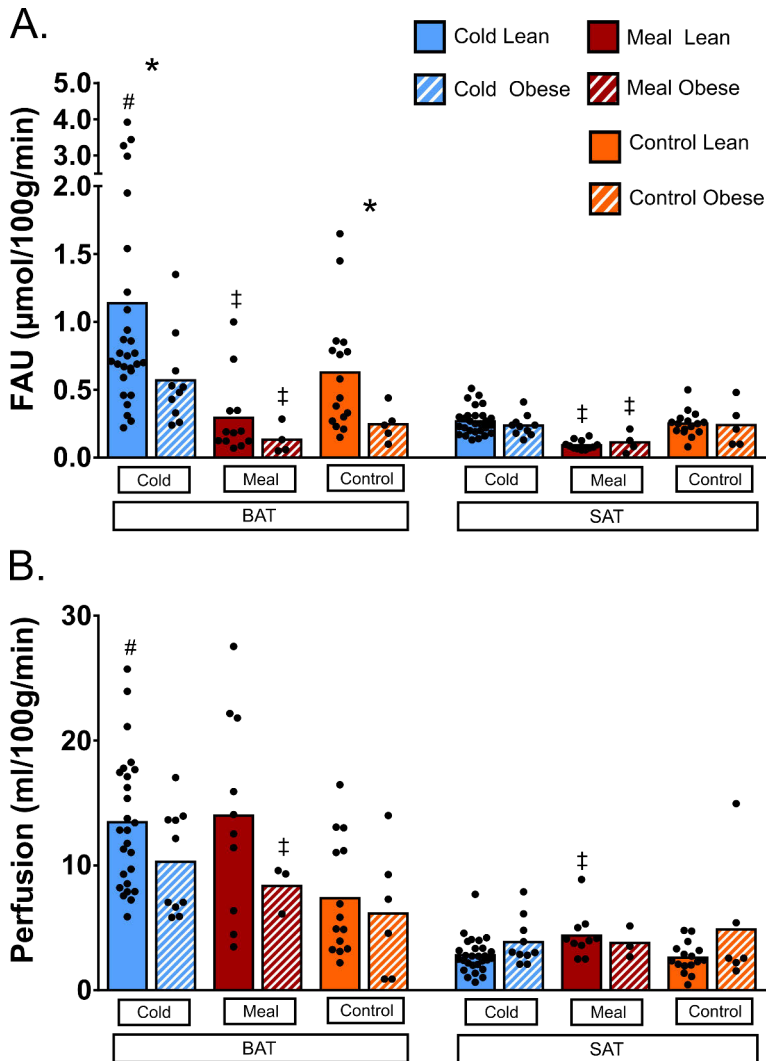 A.
Cold Lean
Meal Lean
Cold Obese
Meal Obese
Control Lean
Control Obese
FAU (µmol/100g/min)
5.0
4.0
3.0
2.0
1.5
1.0
0.5
0.0
*
#
‡
‡
*
‡
‡
Cold
Meal
Control
Cold
Meal
Control
BAT
SAT
B.
Perfusion (ml/100g/min)
30
20
10
0
#
‡
‡
Cold
Meal
Control
Cold
Meal
Control
BAT
SAT